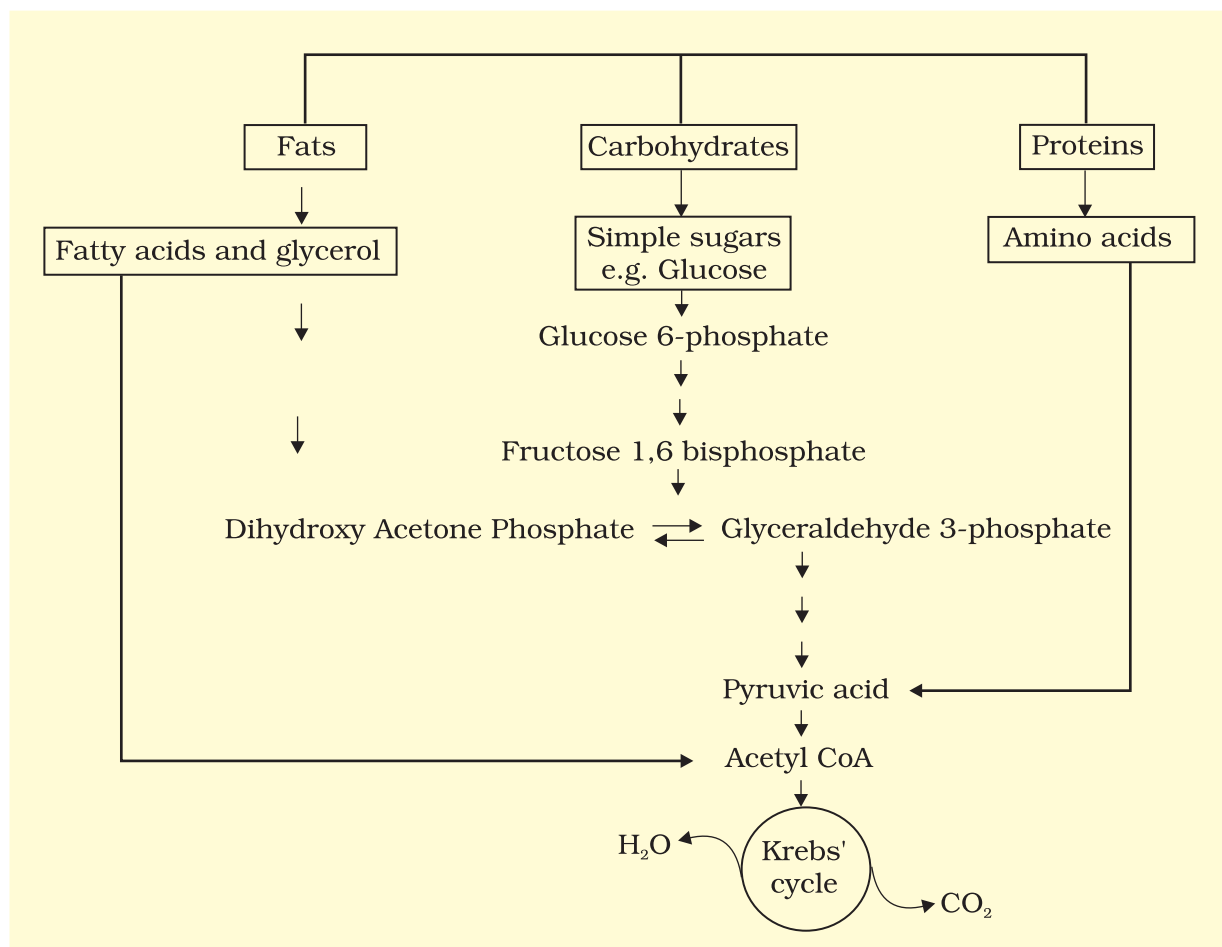 Fats
Carbohydrates
Proteins
Fatty acids and glycerol
Simple sugars
e.g. Glucose
Amino acids
Glucose 6-phosphate
Fructose 1,6 bisphosphate
Dihydroxy Acetone Phosphate
Glyceraldehyde 3-phosphate
Pyruvic acid
Acetyl CoA
H₂O
Krebs'
cycle
CO₂